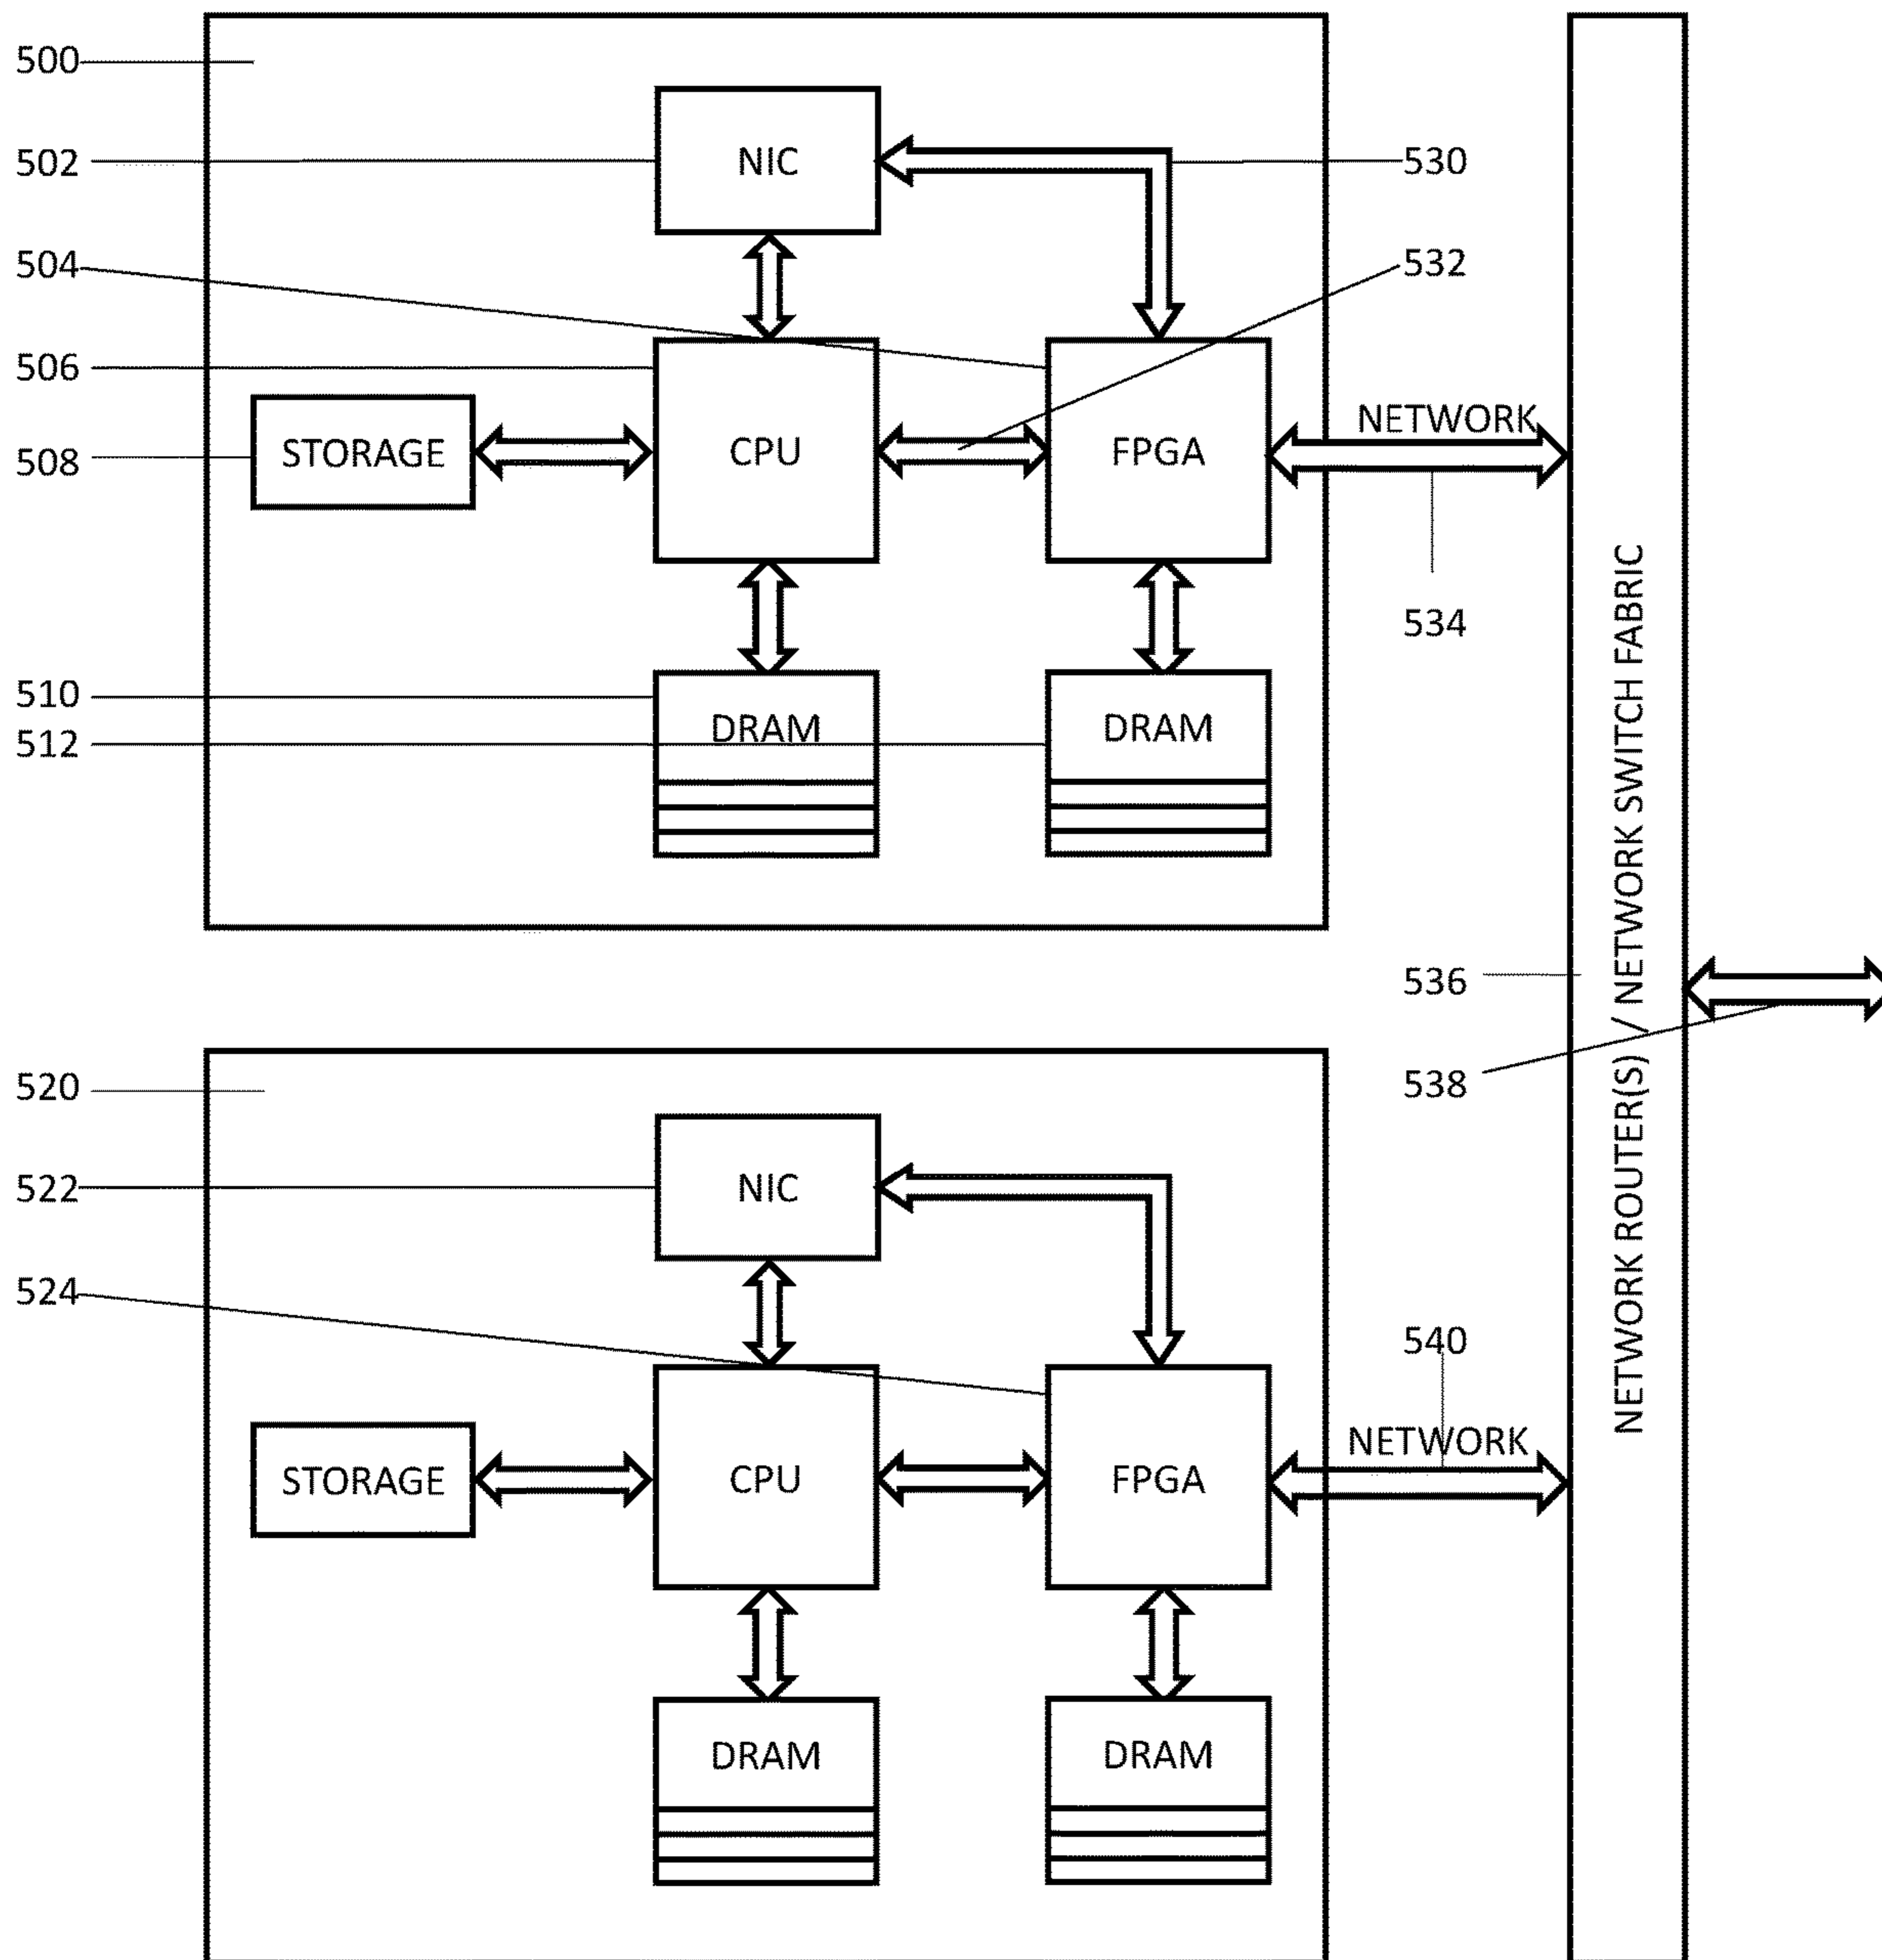 500
502
NIC
530
504
532
506
508
STORAGE
CPU
FPGA
NETWORK
534
510
512
DRAM
DRAM
NETWORK ROUTER(S) / NETWORK SWITCH FABRIC
536
538
520
522
NIC
524
540
STORAGE
CPU
FPGA
NETWORK
DRAM
DRAM